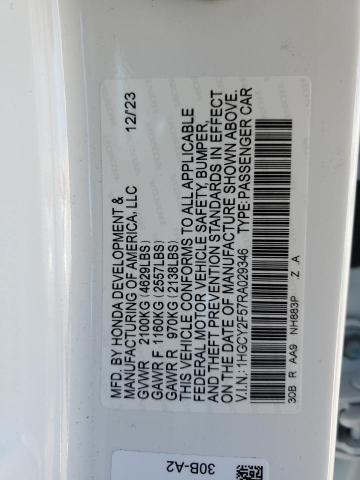 MFD. BY HONDA DEVELOPMENT &
MANUFACTURING OF AMERICA, LLC 12/'23
GVWR 2100KG (4629LBS)
GAWR F 1160KG (2557LBS)
GAWR R 970KG (2138LBS)
THIS VEHICLE CONFORMS TO ALL APPLICABLE
FEDERAL MOTOR VEHICLE SAFETY, BUMPER,
AND THEFT PREVENTION STANDARDS IN EFFECT
ON THE DATE OF MANUFACTURE SHOWN ABOVE.
V.I.N.: 1HGCY2F57RA029346 TYPE:PASSENGER CAR
30B R AA9 NH883P .Z .A
30B-A2